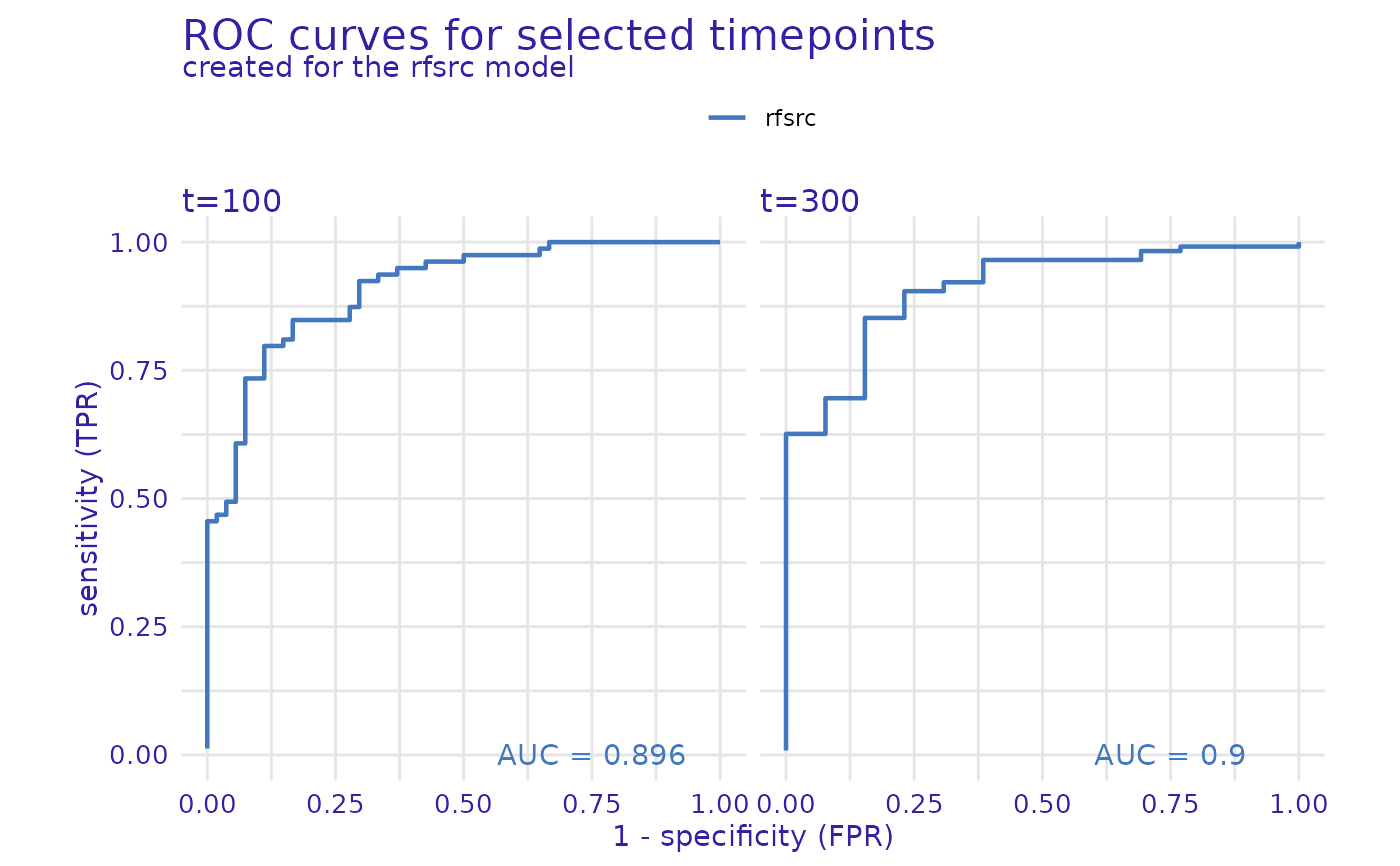 ROC curves for selected timepoints
created for the rfsrc model
rfsrc
t=100
t=300
sensitivity (TPR)
1.00
0.75
0.50
0.25
0.00
AUC = 0.896
AUC = 0.9
0.00 0.25 0.50 0.75 1.00 0.00 0.25 0.50 0.75 1.00
1 - specificity (FPR)